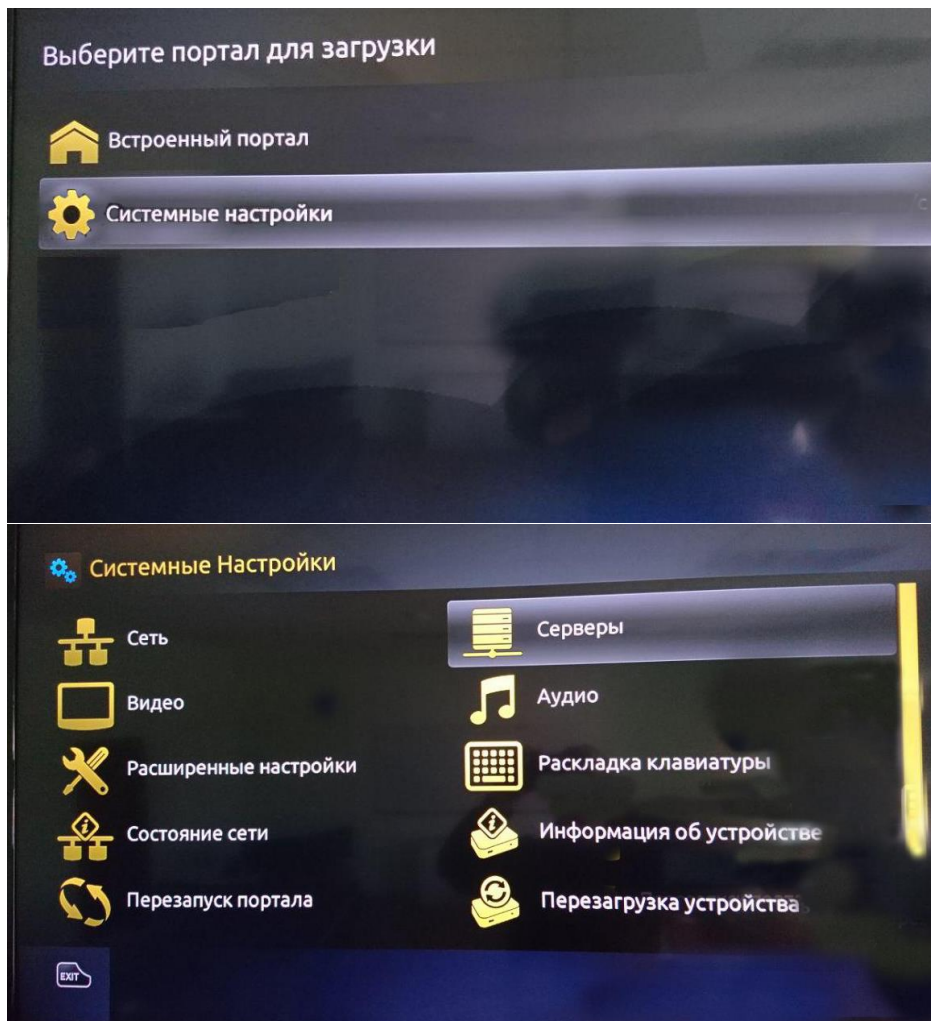 Выберите портал для загрузки
Встроенный портал
Системные настройки
Системные Настройки
Сеть
Серверы
Видео
Аудио
Расширенные настройки
Раскладка клавиатуры
Состояние сети
Информация об устройстве
Перезапуск портала
Перезагрузка устройства
EXIT